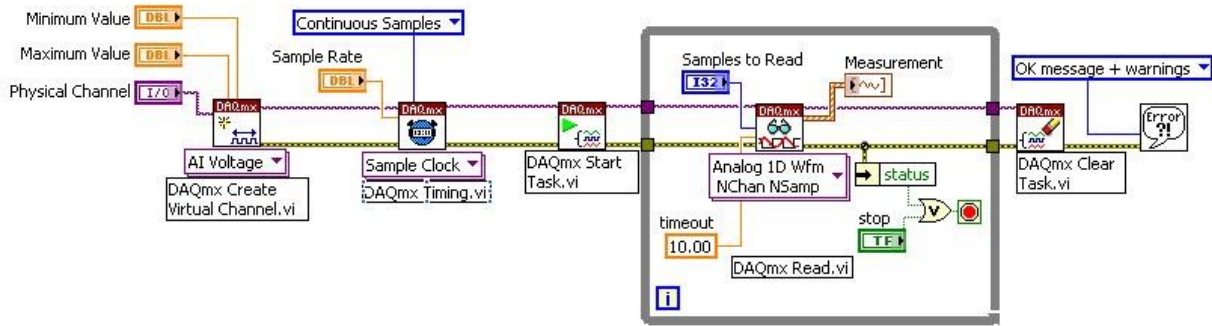 Minimum Value
DBL
Maximum Value
DBL
Physical Channel
I/O
DAQmx
AI Voltage
DAQmx Create
Virtual Channel.vi
Continuous Samples
Sample Rate
DBL
DAQmx
Sample Clock
DAQmx Timing.vi
DAQmx
DAQmx Start
Task.vi
Samples to Read
I32
Measurement
DAQmx
Analog 1D Wfm
NChan NSamp
timeout
10.00
DAQmx Read.vi
status
stop
TF
i
OK message + warnings
DAQmx
DAQmx Clear
Task.vi
Error
?!